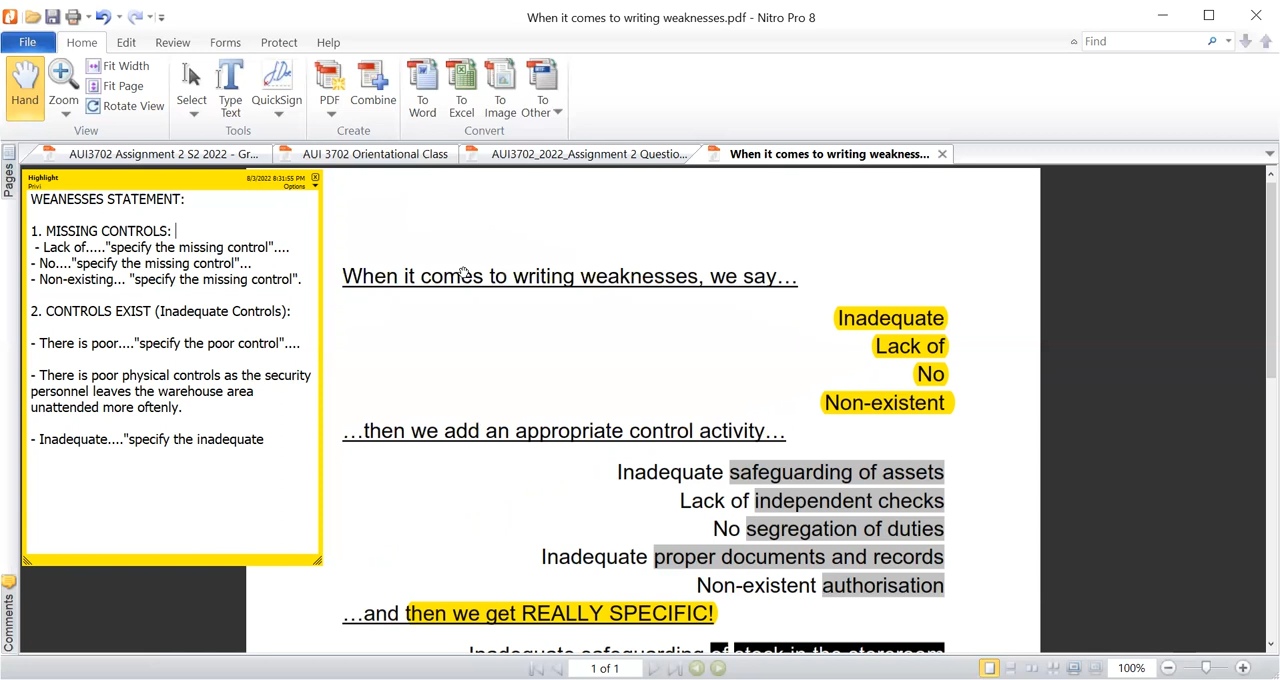 When it comes to writing weaknesses.pdf - Nitro Pro 8
File Home Edit Review Forms Protect Help
Find
Hand
Zoom
Fit Width
Fit Page
Rotate View
View
Select
Type Text
QuickSign
Tools
PDF
Combine
Create
To Word
To Excel
To Image
To Other
Convert
Pages
AUI3702 Assignment 2 S2 2022 - Gr...
AUI 3702 Orientational Class
AUI3702_2022_Assignment 2 Questio...
When it comes to writing weakness...
Highlight
8/3/2022 8:31:55 PM
Privi
Options
WEANESSES STATEMENT:
1. MISSING CONTROLS:
- Lack of....."specify the missing control"....
- No...."specify the missing control"...
- Non-existing... "specify the missing control".
2. CONTROLS EXIST (Inadequate Controls):
- There is poor...."specify the poor control"....
- There is poor physical controls as the security
personnel leaves the warehouse area
unattended more oftenly.
- Inadequate...."specify the inadequate
When it comes to writing weaknesses, we say…
Inadequate
Lack of
No
Non-existent
…then we add an appropriate control activity…
Inadequate safeguarding of assets
Lack of independent checks
No segregation of duties
Inadequate proper documents and records
Non-existent authorisation
…and then we get REALLY SPECIFIC!
Inadequate safeguarding of stock in the storeroom
Comments
1 of 1
100%